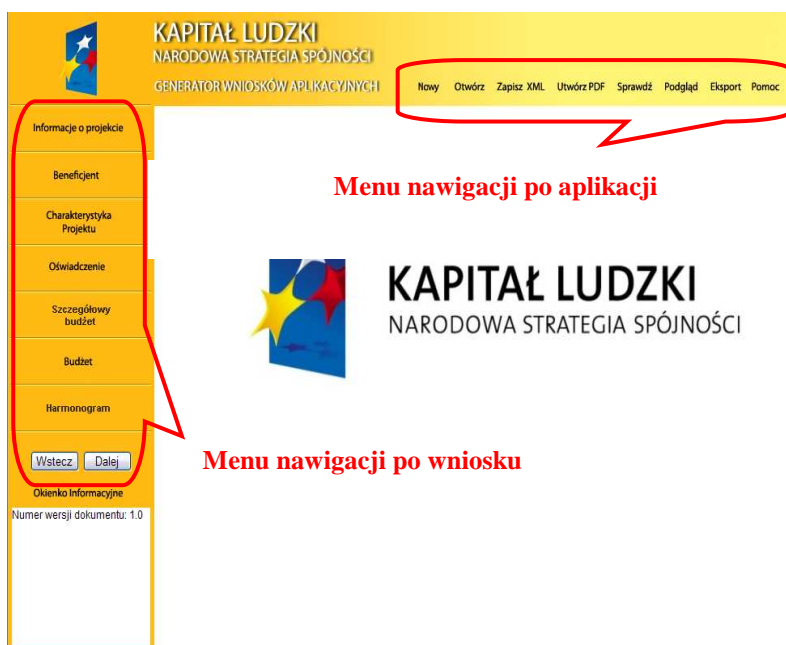 KAPITAŁ LUDZKI
NARODOWA STRATEGIA SPÓJNOŚCI
GENERATOR WNIOSKÓW APLIKACYJNYCH
Nowy Otwórz Zapisz XML Utwórz PDF Sprawdź Podgląd Eksport Pomoc
Informacje o projekcie
Beneficjent
Charakterystyka
Projektu
Oświadczenie
Szczegółowy
budżet
Budżet
Harmonogram
Wstecz Dalej
Okienko Informacyjne
Numer wersji dokumentu: 1.0
Menu nawigacji po aplikacji
KAPITAŁ LUDZKI
NARODOWA STRATEGIA SPÓJNOŚCI
Menu nawigacji po wniosku